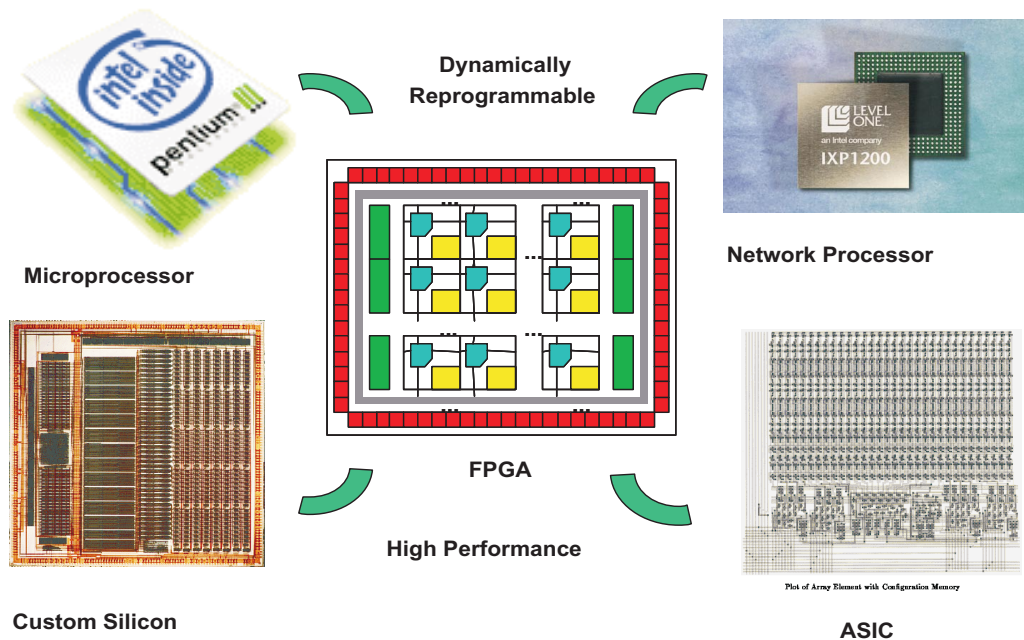 intel
inside
pentium !!!
Dynamically
Reprogrammable
LEVEL
ONE
an Intel company
IXP1200
Microprocessor
Network Processor
FPGA
High Performance
Plot of Array Element with Configuration Memory
Custom Silicon
ASIC